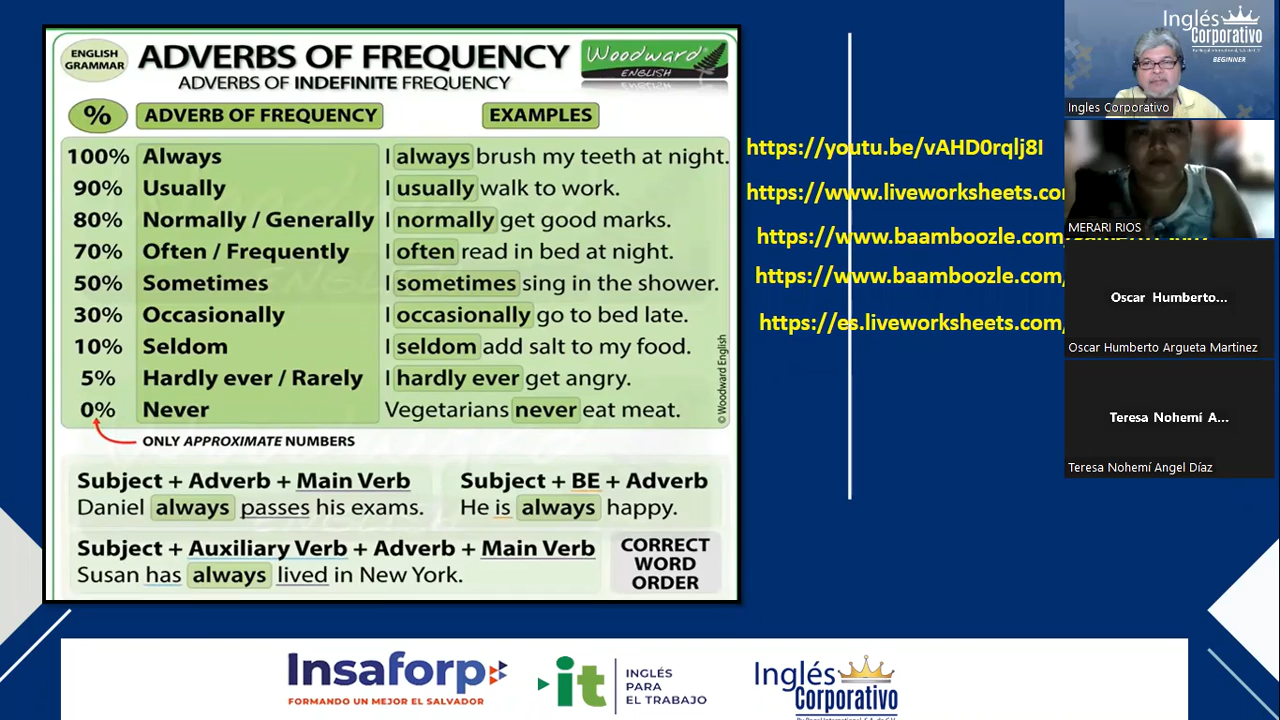 ENGLISH
GRAMMAR
ADVERBS OF FREQUENCY
ADVERBS OF INDEFINITE FREQUENCY
Woodward
ENGLISH
% ADVERB OF FREQUENCY EXAMPLES
100% Always I always brush my teeth at night.
90% Usually I usually walk to work.
80% Normally / Generally I normally get good marks.
70% Often / Frequently I often read in bed at night.
50% Sometimes I sometimes sing in the shower.
30% Occasionally I occasionally go to bed late.
10% Seldom I seldom add salt to my food.
5% Hardly ever / Rarely I hardly ever get angry.
0% Never Vegetarians never eat meat.
© Woodward English
ONLY APPROXIMATE NUMBERS
Subject + Adverb + Main Verb
Daniel always passes his exams.
Subject + BE + Adverb
He is always happy.
Subject + Auxiliary Verb + Adverb + Main Verb
Susan has always lived in New York.
CORRECT
WORD
ORDER
https://youtu.be/vAHD0rqlj8I
https://www.liveworksheets.co
https://www.baamboozle.com
https://www.baamboozle.com/
https://es.liveworksheets.com/
Inglés
Corporativo
BEGINNER
Ingles Corporativo
MERARI RIOS
Oscar Humberto...
Oscar Humberto Argueta Martinez
Teresa Nohemí A...
Teresa Nohemí Angel Díaz
Insaforp
FORMANDO UN MEJOR EL SALVADOR
it
INGLÉS
PARA
EL TRABAJO
Inglés
Corporativo